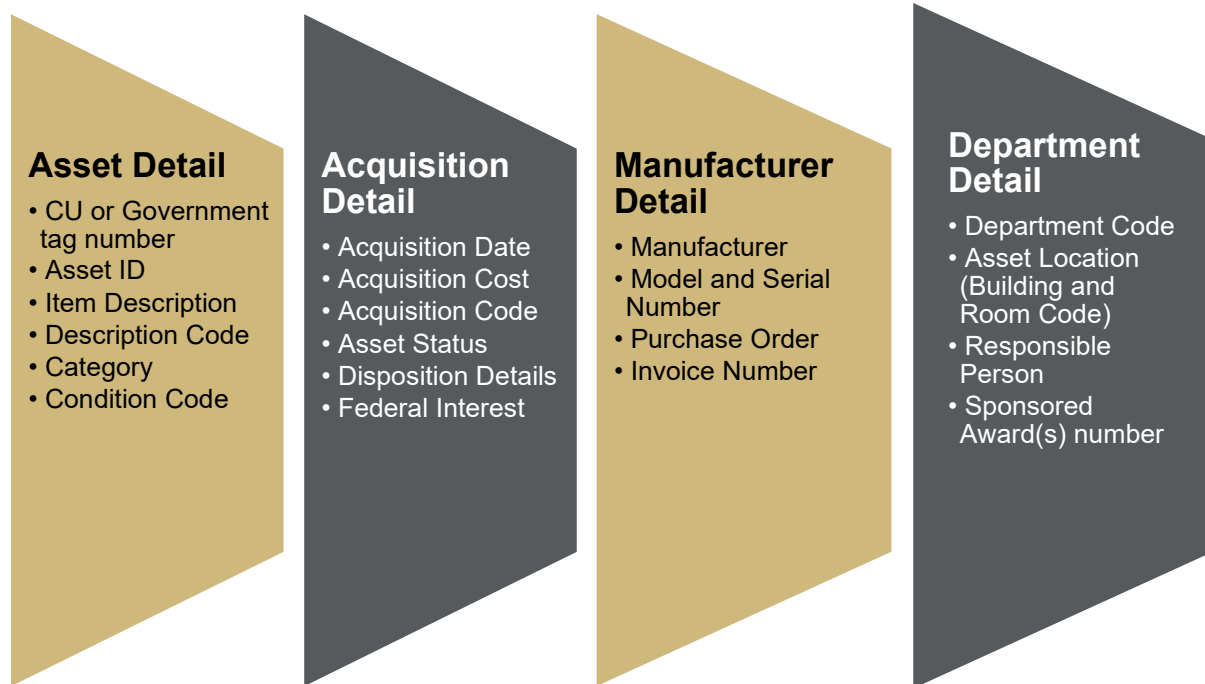 Asset Detail
• CU or Government
tag number
• Asset ID
• Item Description
• Description Code
• Category
• Condition Code
Acquisition
Detail
• Acquisition Date
• Acquisition Cost
• Acquisition Code
• Asset Status
• Disposition Details
• Federal Interest
Manufacturer
Detail
• Manufacturer
• Model and Serial
Number
• Purchase Order
• Invoice Number
Department
Detail
• Department Code
• Asset Location
(Building and
Room Code)
• Responsible
Person
• Sponsored
Award(s) number